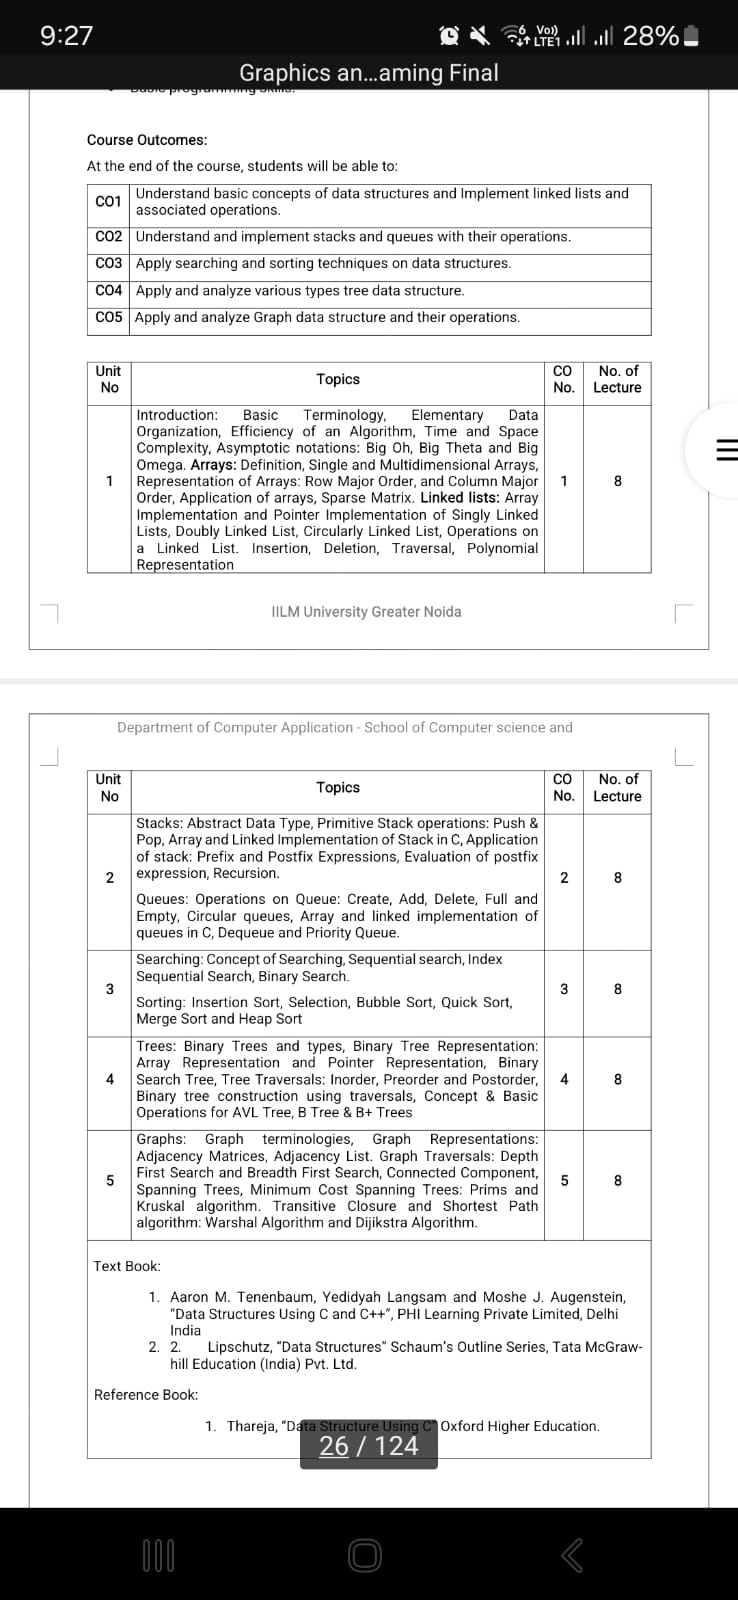 9:27
Vo)) LTE1 28%
Graphics an...aming Final
Basic programming skills.
Course Outcomes:
At the end of the course, students will be able to:
CO1 Understand basic concepts of data structures and Implement linked lists and
associated operations.
CO2 Understand and implement stacks and queues with their operations.
CO3 Apply searching and sorting techniques on data structures.
CO4 Apply and analyze various types tree data structure.
CO5 Apply and analyze Graph data structure and their operations.
Unit No Topics CO No. No. of Lecture
Introduction: Basic Terminology, Elementary Data
Organization, Efficiency of an Algorithm, Time and Space
Complexity, Asymptotic notations: Big Oh, Big Theta and Big
Omega. Arrays: Definition, Single and Multidimensional Arrays,
1 Representation of Arrays: Row Major Order, and Column Major 1 8
Order, Application of arrays, Sparse Matrix. Linked lists: Array
Implementation and Pointer Implementation of Singly Linked
Lists, Doubly Linked List, Circularly Linked List, Operations on
a Linked List. Insertion, Deletion, Traversal, Polynomial
Representation
IILM University Greater Noida
Department of Computer Application - School of Computer science and
Unit No Topics CO No. No. of Lecture
Stacks: Abstract Data Type, Primitive Stack operations: Push &
Pop, Array and Linked Implementation of Stack in C, Application
of stack: Prefix and Postfix Expressions, Evaluation of postfix
2 expression, Recursion. 2 8
Queues: Operations on Queue: Create, Add, Delete, Full and
Empty, Circular queues, Array and linked implementation of
queues in C, Dequeue and Priority Queue.
Searching: Concept of Searching, Sequential search, Index
Sequential Search, Binary Search.
3 3 8
Sorting: Insertion Sort, Selection, Bubble Sort, Quick Sort,
Merge Sort and Heap Sort
Trees: Binary Trees and types, Binary Tree Representation:
Array Representation and Pointer Representation, Binary
4 Search Tree, Tree Traversals: Inorder, Preorder and Postorder, 4 8
Binary tree construction using traversals, Concept & Basic
Operations for AVL Tree, B Tree & B+ Trees
Graphs: Graph terminologies, Graph Representations:
Adjacency Matrices, Adjacency List. Graph Traversals: Depth
First Search and Breadth First Search, Connected Component,
5 Spanning Trees, Minimum Cost Spanning Trees: Prims and 5 8
Kruskal algorithm. Transitive Closure and Shortest Path
algorithm: Warshal Algorithm and Dijikstra Algorithm.
Text Book:
1. Aaron M. Tenenbaum, Yedidyah Langsam and Moshe J. Augenstein,
"Data Structures Using C and C++", PHI Learning Private Limited, Delhi
India
2. 2. Lipschutz, "Data Structures" Schaum's Outline Series, Tata McGraw-
hill Education (India) Pvt. Ltd.
Reference Book:
1. Thareja, "Data Structure Using C" Oxford Higher Education.
26 / 124